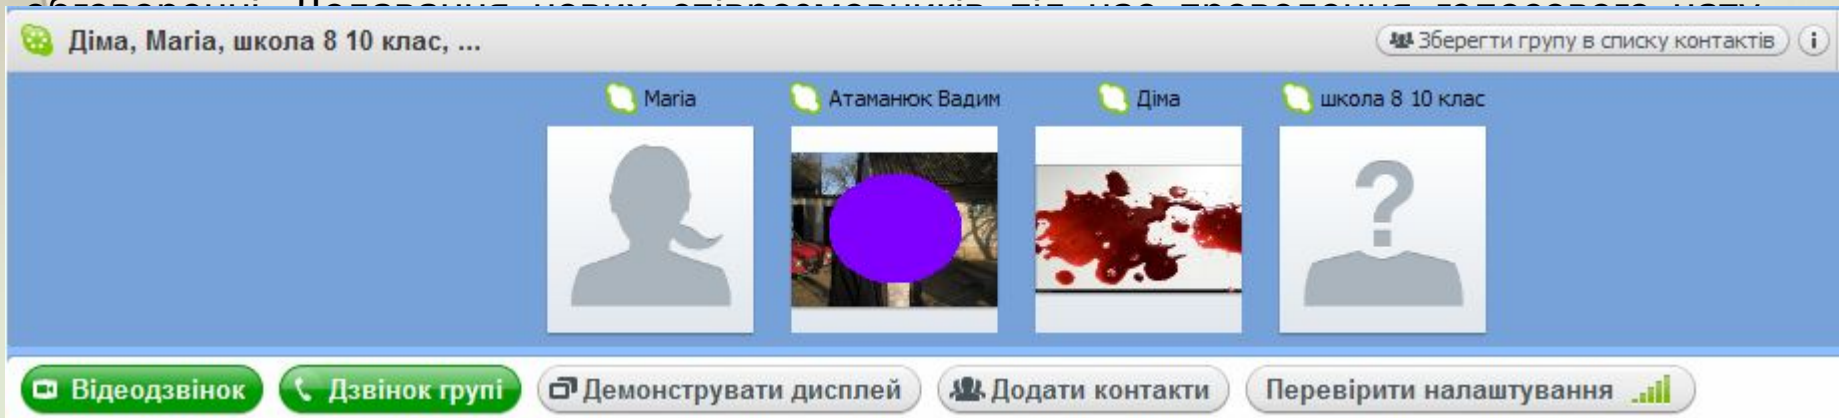 Діма, Maria, школа 8 10 клас, ...
Зберегти групу в списку контактів
i
Maria
Атаманюк Вадим
Діма
школа 8 10 клас
?
Відеодзвінок
Дзвінок групі
Демонструвати дисплей
Додати контакти
Перевірити налаштування